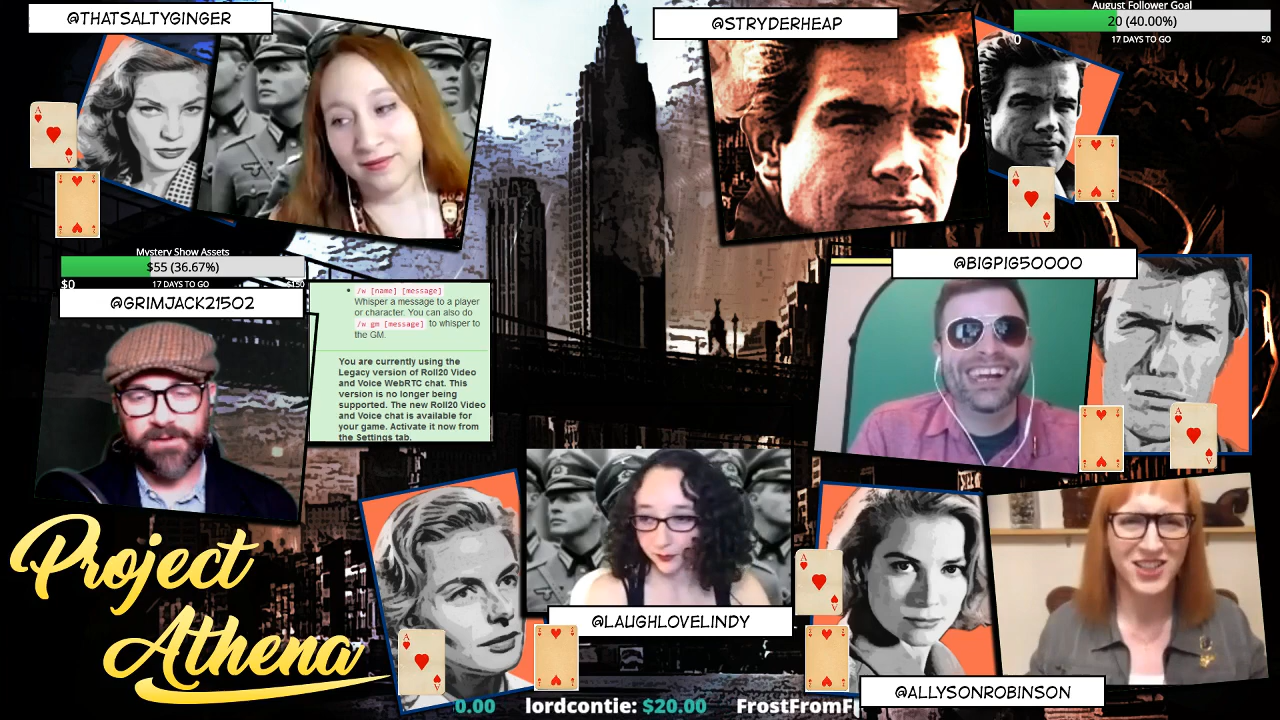 @THATSALTYGINGER
@STRYDERHEAP
August Follower Goal
20 (40.00%)
0
17 DAYS TO GO
50
Mystery Show Assets
$55 (36.67%)
$0
17 DAYS TO GO
$150
@GRIMJACK21502
/w [name] [message]
Whisper a message to a player
or character. You can also do
/w gm [message] to whisper to
the GM.
You are currently using the
Legacy version of Roll20 Video
and Voice WebRTC chat. This
version is no longer being
supported. The new Roll20 Video
and Voice chat is available for
your game. Activate it now from
the Settings tab.
@BIGPIG50000
Project
Athena
@LAUGHLOVELINDY
@ALLYSONROBINSON
0.00 lordcontie: $20.00 FrostFromF
A
A
A
A
A
A
A
A
A
A